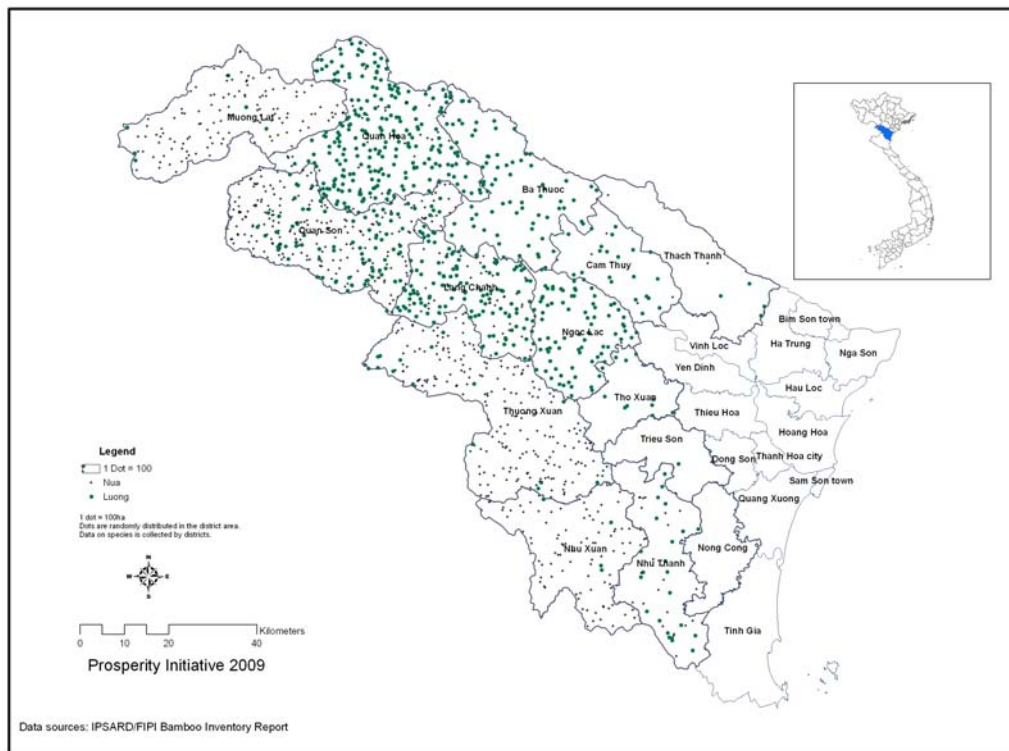 Muong Lat
Quan Hoa
Ba Thuoc
Quan Son
Thach Thanh
Cam Thuy
Lang Chanh
Bim Son town
Ngoc Lac
Vinh Loc
Ha Trung
Nga Son
Yen Dinh
Hau Loc
Tho Xuan
Thuong Xuan
Thieu Hoa
Hoang Hoa
Trieu Son
Dong Son
Thanh Hoa city
Sam Son town
Quang Xuong
Nhu Xuan
Nong Cong
Nhu Thanh
Tinh Gia
Legend
1 Dot = 100
Nua
Luong
1 dot = 100ha
Dots are randomly distributed in the district area.
Data on species is collected by districts.
N
W E
S
Kilometers
0 10 20 40
Prosperity Initiative 2009
Data sources: IPSARD/FIPI Bamboo Inventory Report